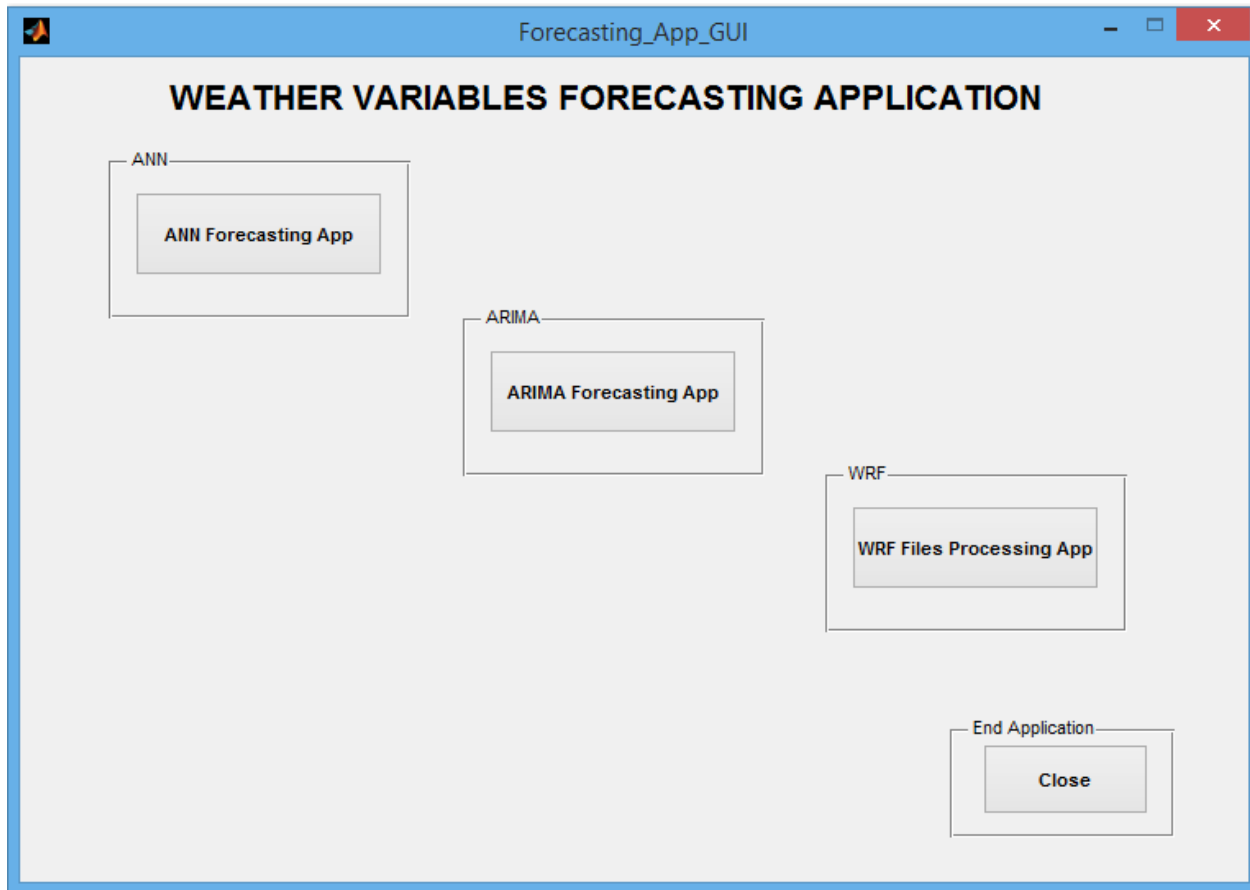 Forecasting_App_GUI
WEATHER VARIABLES FORECASTING APPLICATION
ANN
ANN Forecasting App
ARIMA
ARIMA Forecasting App
WRF
WRF Files Processing App
End Application
Close